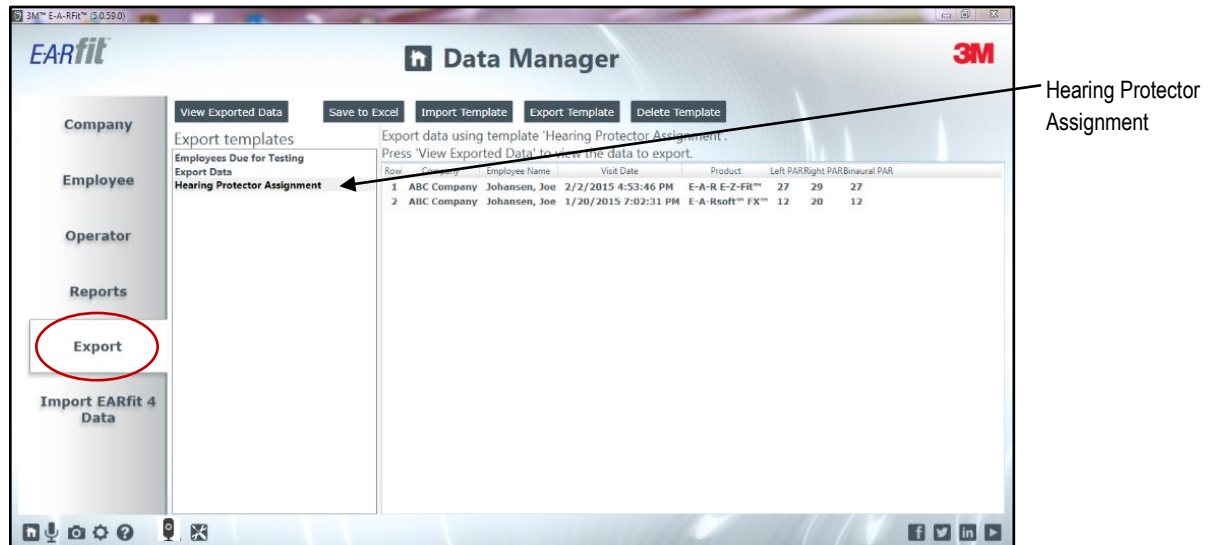 3M™ E-A-RFit™ (5.0.59.0)
E·A·Rfit™
Data Manager
3M
Hearing Protector
Assignment
Company
Employee
Operator
Reports
Export
Import EARfit 4
Data
View Exported Data
Save to Excel
Import Template
Export Template
Delete Template
Export templates
Employees Due for Testing
Export Data
Hearing Protector Assignment
Export data using template 'Hearing Protector Assignment'.
Press 'View Exported Data' to view the data to export.
Row Company Employee Name Visit Date Product Left PAR Right PAR Binaural PAR
1 ABC Company Johansen, Joe 2/2/2015 4:53:46 PM E-A-R E-Z-Fit™ 27 29 27
2 ABC Company Johansen, Joe 1/20/2015 7:02:31 PM E-A-Rsoft™ FX™ 12 20 12